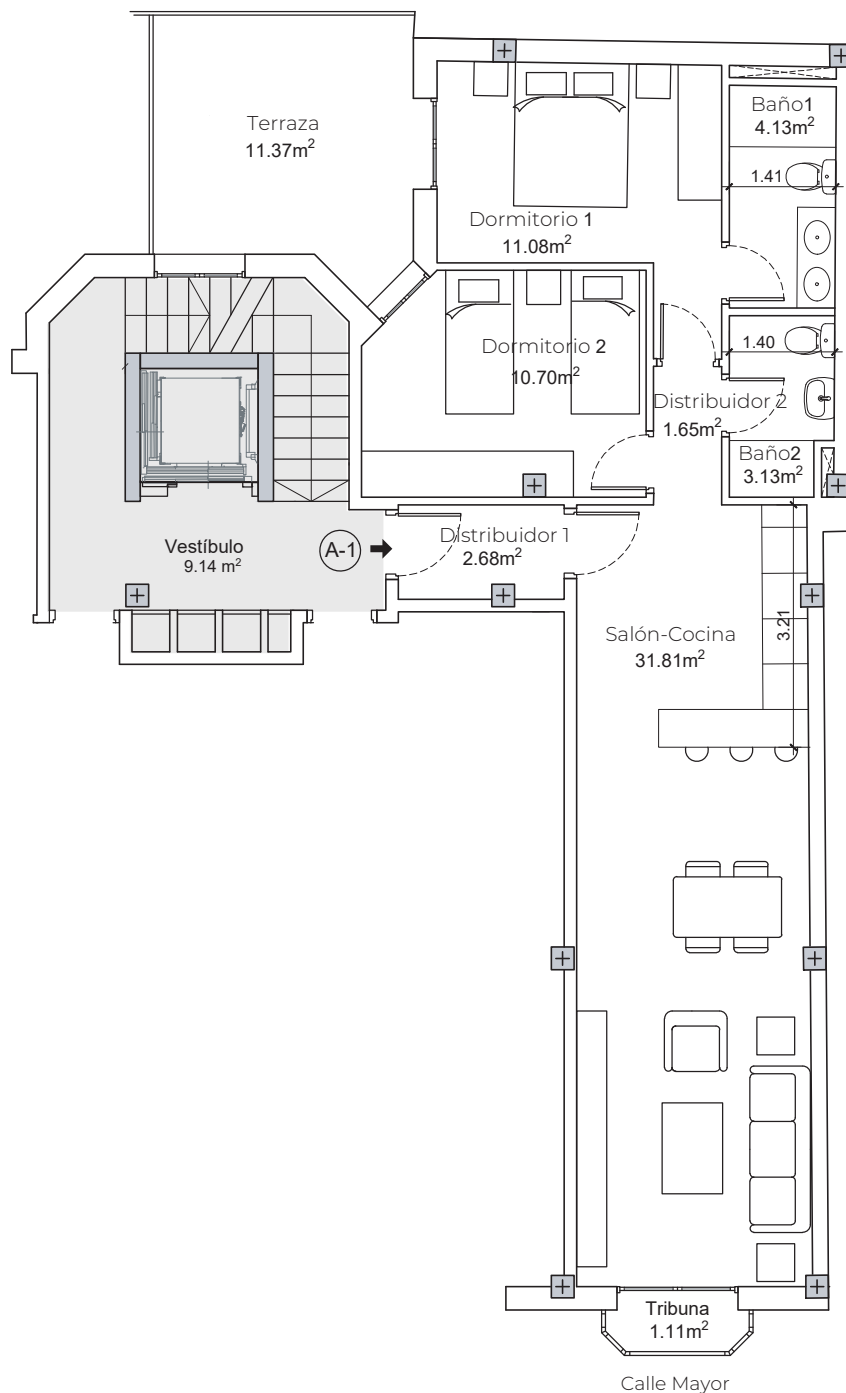 Terraza
11.37m²
Baño1
4.13m²
1.41
Dormitorio 1
11.08m²
Dormitorio 2
10.70m²
1.40
Distribuidor 2
1.65m²
Baño2
3.13m²
Vestíbulo
9.14 m²
A-1
Distribuidor 1
2.68m²
Salón-Cocina
31.81m²
3.21
Tribuna
1.11m²
Calle Mayor